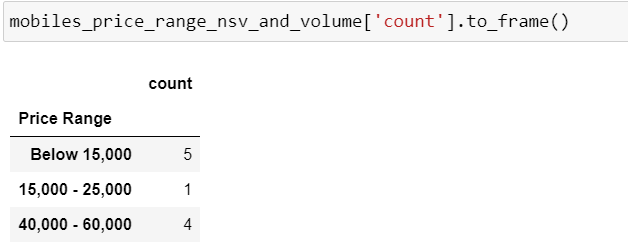 mobiles_price_range_nsv_and_volume['count'].to_frame()
count
Price Range
Below 15,000 5
15,000 - 25,000 1
40,000 - 60,000 4